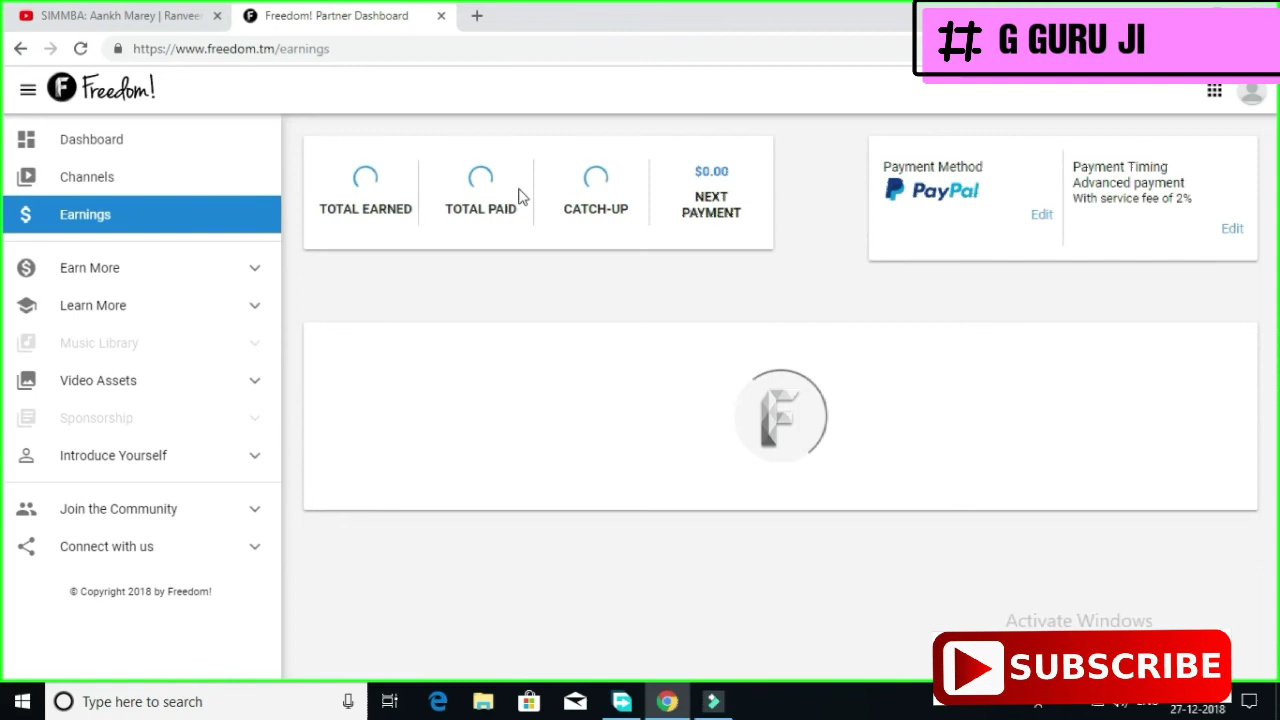 SIMMBA: Aankh Marey | Ranvee
Freedom! Partner Dashboard
# G GURU JI
https://www.freedom.tm/earnings
F Freedom!
Dashboard
Channels
Earnings
Earn More
Learn More
Music Library
Video Assets
Sponsorship
Introduce Yourself
Join the Community
Connect with us
© Copyright 2018 by Freedom!
TOTAL EARNED
TOTAL PAID
CATCH-UP
$0.00
NEXT
PAYMENT
Payment Method
PayPal
Edit
Payment Timing
Advanced payment
With service fee of 2%
Edit
F
Activate Windows
SUBSCRIBE
Type here to search
27-12-2018